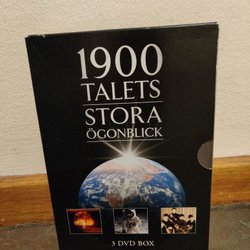 1900
TALETS
STORA
ÖGONBLICK
3 DVD BOX